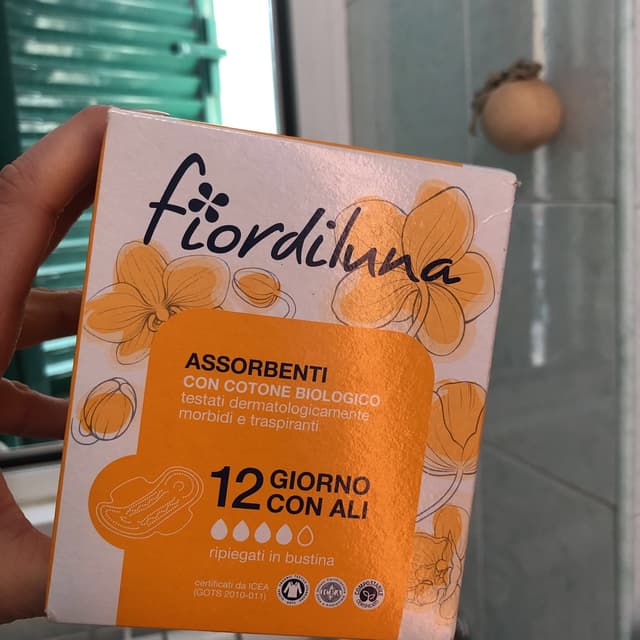 fiordiluna
ASSORBENTI
CON COTONE BIOLOGICO
testati dermatologicamente
morbidi e traspiranti
12 GIORNO
CON ALI
ripiegati in bustina
certificati da ICEA
(GOTS 2010-011)